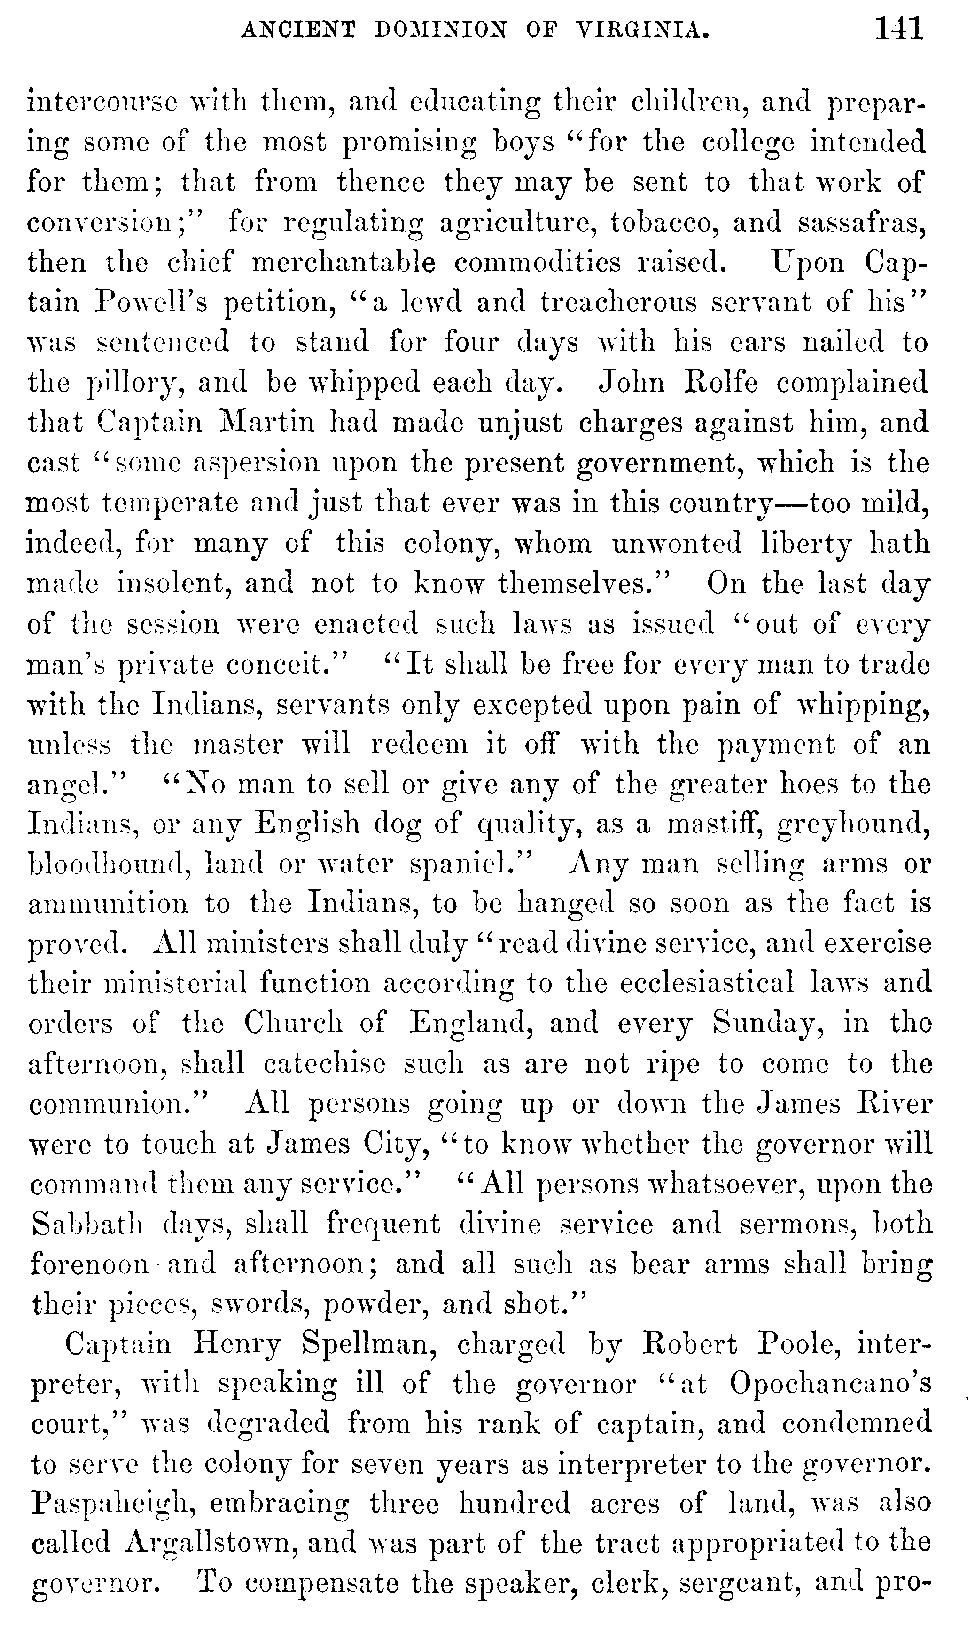 ANCIENT DOMINION OF VIRGINIA. 141
intercourse with them, and educating their children, and prepar-
ing some of the most promising boys "for the college intended
for them; that from thence they may be sent to that work of
conversion;" for regulating agriculture, tobacco, and sassafras,
then the chief merchantable commodities raised. Upon Cap-
tain Powell's petition, "a lewd and treacherous servant of his"
was sentenced to stand for four days with his ears nailed to
the pillory, and be whipped each day. John Rolfe complained
that Captain Martin had made unjust charges against him, and
cast "some aspersion upon the present government, which is the
most temperate and just that ever was in this country—too mild,
indeed, for many of this colony, whom unwonted liberty hath
made insolent, and not to know themselves." On the last day
of the session were enacted such laws as issued "out of every
man's private conceit." "It shall be free for every man to trade
with the Indians, servants only excepted upon pain of whipping,
unless the master will redeem it off with the payment of an
angel." "No man to sell or give any of the greater hoes to the
Indians, or any English dog of quality, as a mastiff, greyhound,
bloodhound, land or water spaniel." Any man selling arms or
ammunition to the Indians, to be hanged so soon as the fact is
proved. All ministers shall duly "read divine service, and exercise
their ministerial function according to the ecclesiastical laws and
orders of the Church of England, and every Sunday, in the
afternoon, shall catechise such as are not ripe to come to the
communion." All persons going up or down the James River
were to touch at James City, "to know whether the governor will
command them any service." "All persons whatsoever, upon the
Sabbath days, shall frequent divine service and sermons, both
forenoon and afternoon; and all such as bear arms shall bring
their pieces, swords, powder, and shot."
Captain Henry Spellman, charged by Robert Poole, inter-
preter, with speaking ill of the governor "at Opochancano's
court," was degraded from his rank of captain, and condemned
to serve the colony for seven years as interpreter to the governor.
Paspaheigh, embracing three hundred acres of land, was also
called Argallstown, and was part of the tract appropriated to the
governor. To compensate the speaker, clerk, sergeant, and pro-